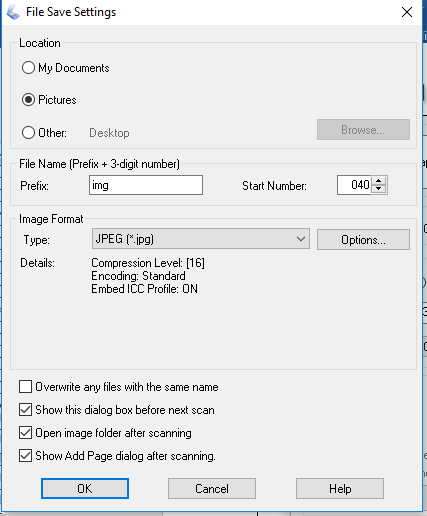 File Save Settings
Location
My Documents
Pictures
Other: Desktop Browse...
File Name (Prefix + 3-digit number)
Prefix: img Start Number: 040
Image Format
Type: JPEG (*.jpg) Options...
Details: Compression Level: [16]
Encoding: Standard
Embed ICC Profile: ON
Overwrite any files with the same name
Show this dialog box before next scan
Open image folder after scanning
Show Add Page dialog after scanning.
OK Cancel Help